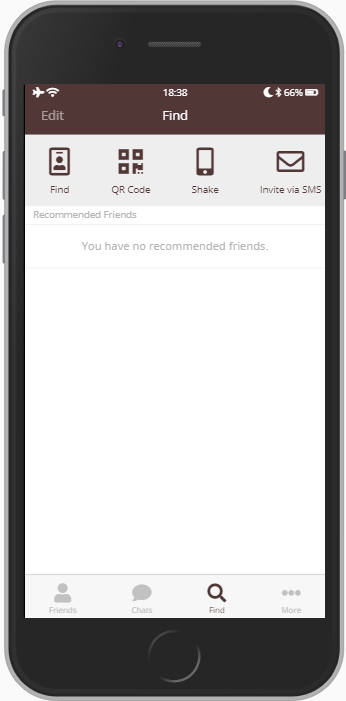 18:38
66%
Edit
Find
Find
QR Code
Shake
Invite via SMS
Recommended Friends
You have no recommended friends.
Friends
Chats
Find
More